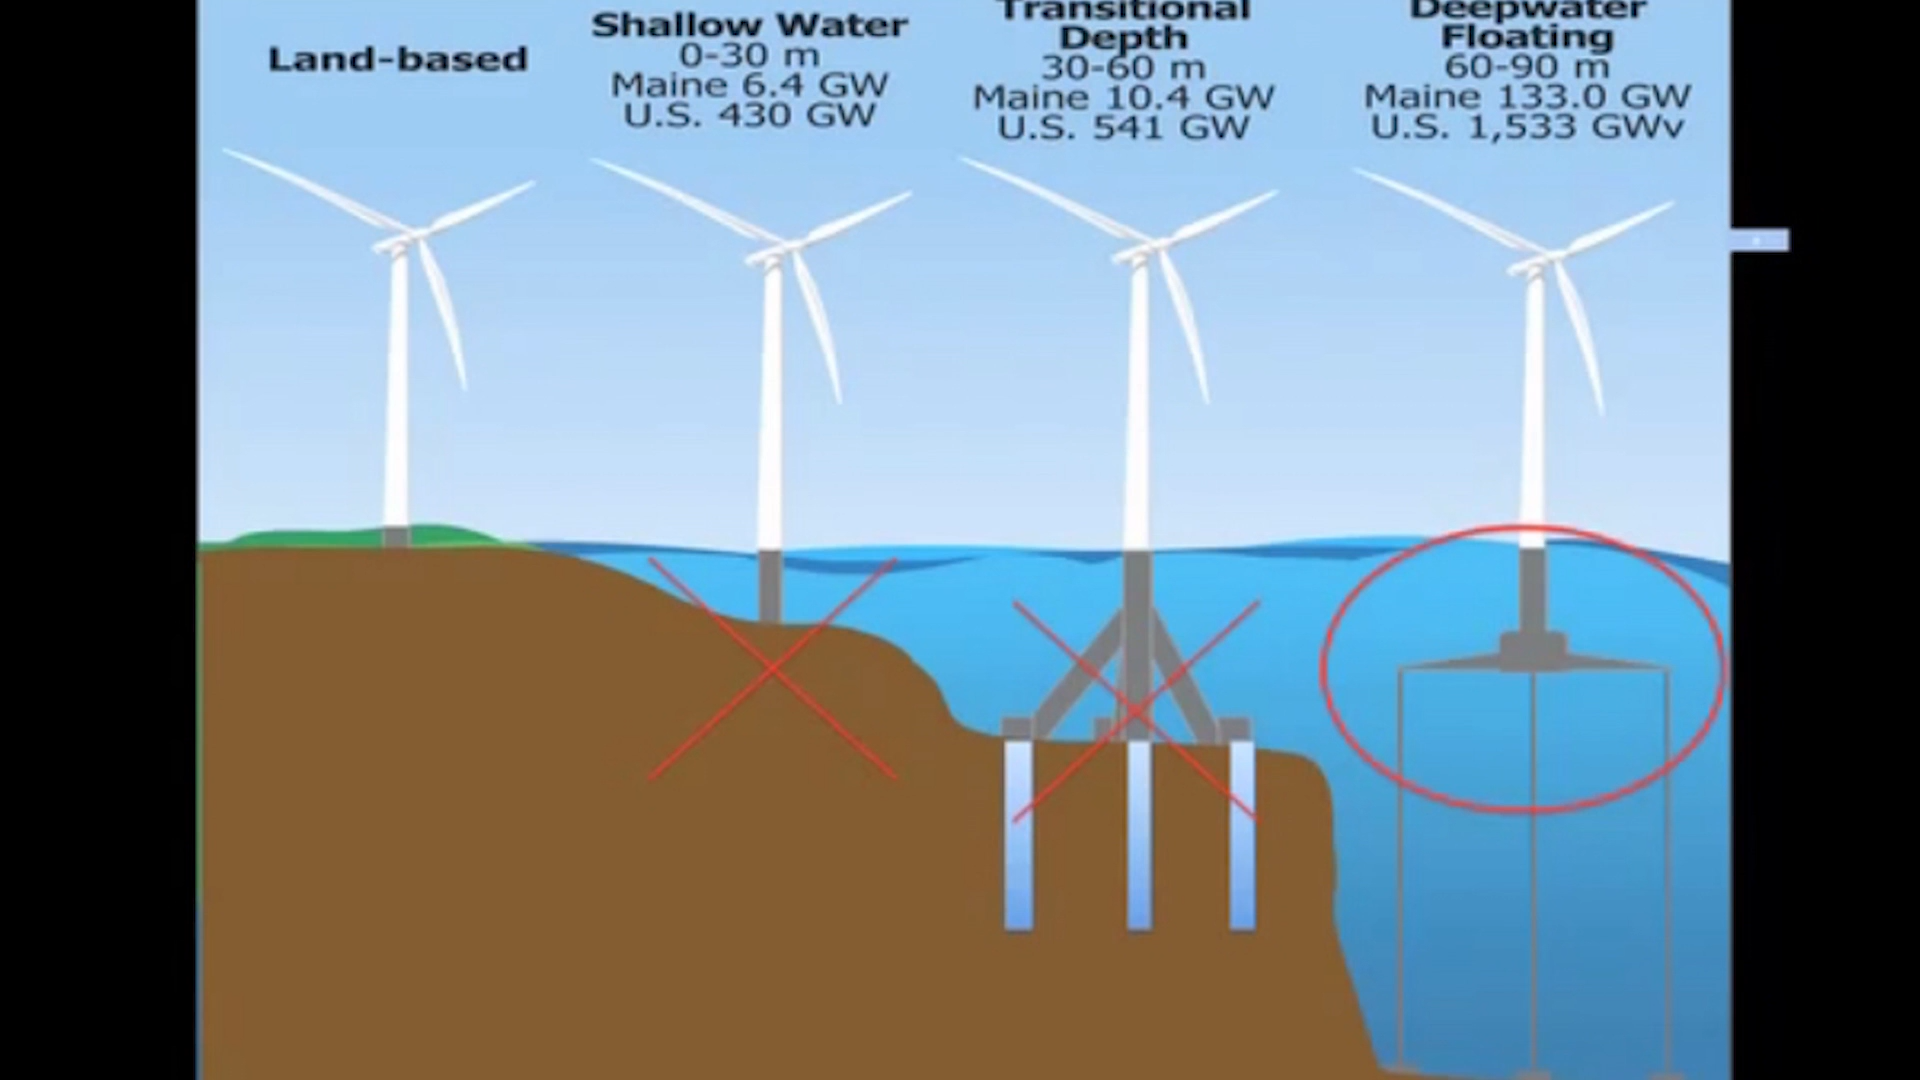 Land-based
Shallow Water
0-30 m
Maine 6.4 GW
U.S. 430 GW
Transitional
Depth
30-60 m
Maine 10.4 GW
U.S. 541 GW
Deepwater
Floating
60-90 m
Maine 133.0 GW
U.S. 1,533 GWv